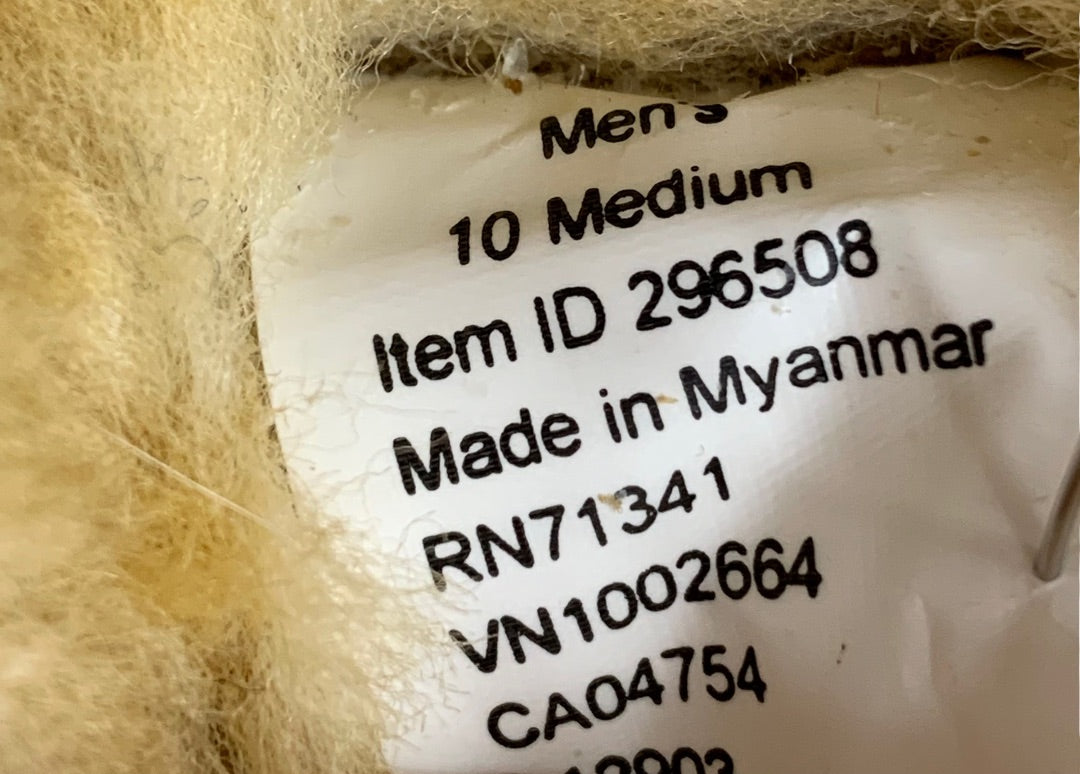 Men's
10 Medium
Item ID 296508
Made in Myanmar
RN71341
VN1002664
CA04754